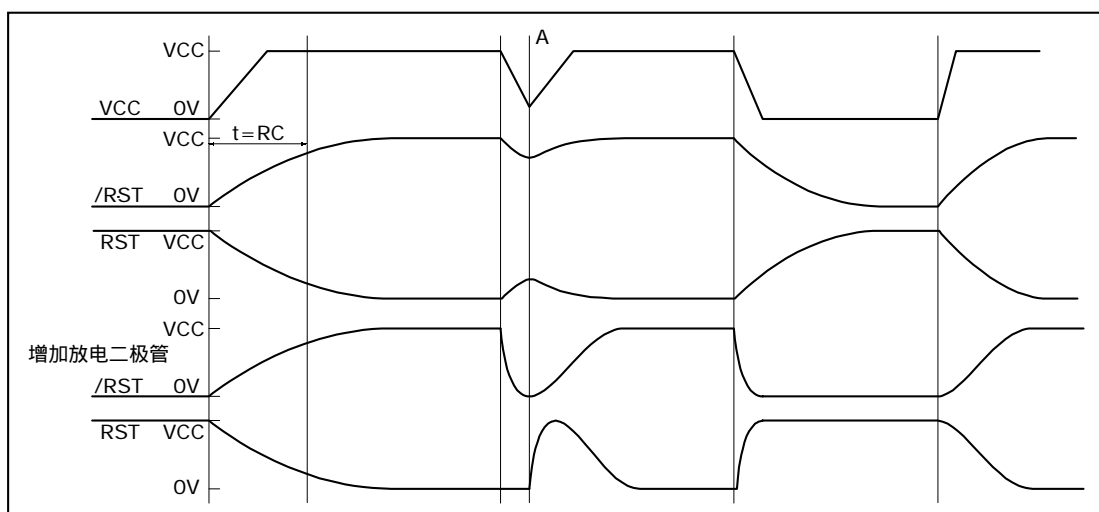 A
VCC
VCC 0V
VCC
t=RC
/RST 0V
RST VCC
0V
VCC
增加放电二极管
/RST 0V
RST VCC
0V